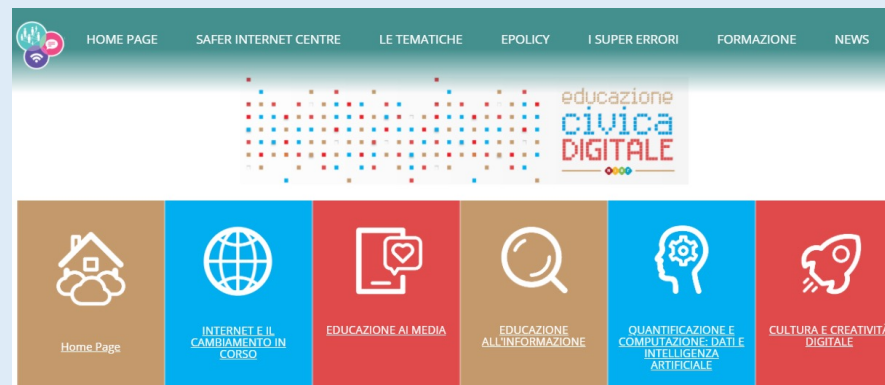 HOME PAGE SAFER INTERNET CENTRE LE TEMATICHE EPOLICY I SUPER ERRORI FORMAZIONE NEWS
educazione
civica
DIGITALE
Home Page
INTERNET E IL
CAMBIAMENTO IN
CORSO
EDUCAZIONE AI MEDIA
EDUCAZIONE
ALL'INFORMAZIONE
QUANTIFICAZIONE E
COMPUTAZIONE: DATI E
INTELLIGENZA
ARTIFICIALE
CULTURA E CREATIVITÀ
DIGITALE